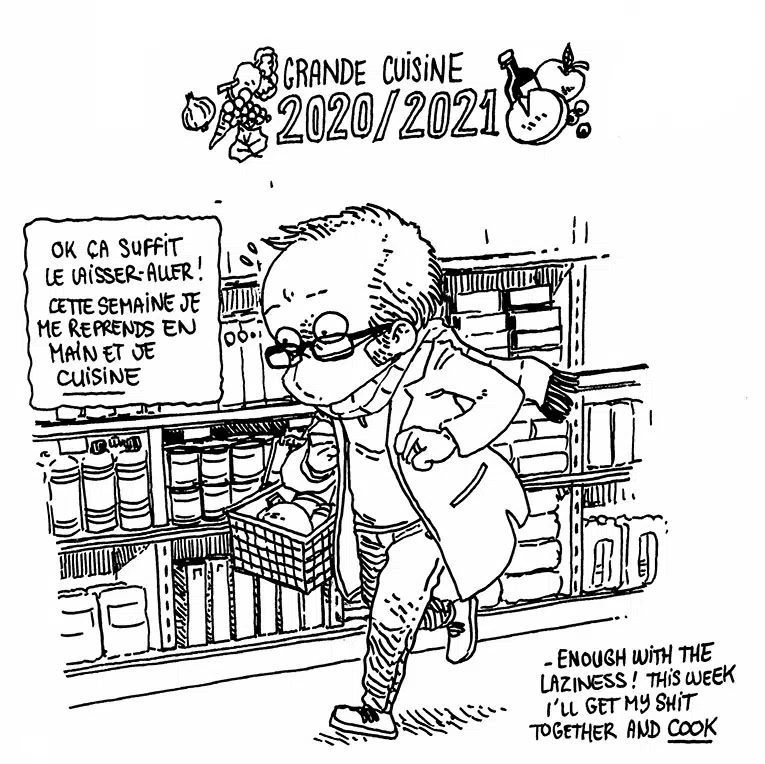 GRANDE CUISINE
2020/2021
OK ÇA SUFFIT
LE LAISSER-ALLER!
CETTE SEMAINE JE
ME REPRENDS EN
MAIN ET JE
CUISINE
- ENOUGH WITH THE
LAZINESS! THIS WEEK
I'LL GET MY SHIT
TOGETHER AND COOK